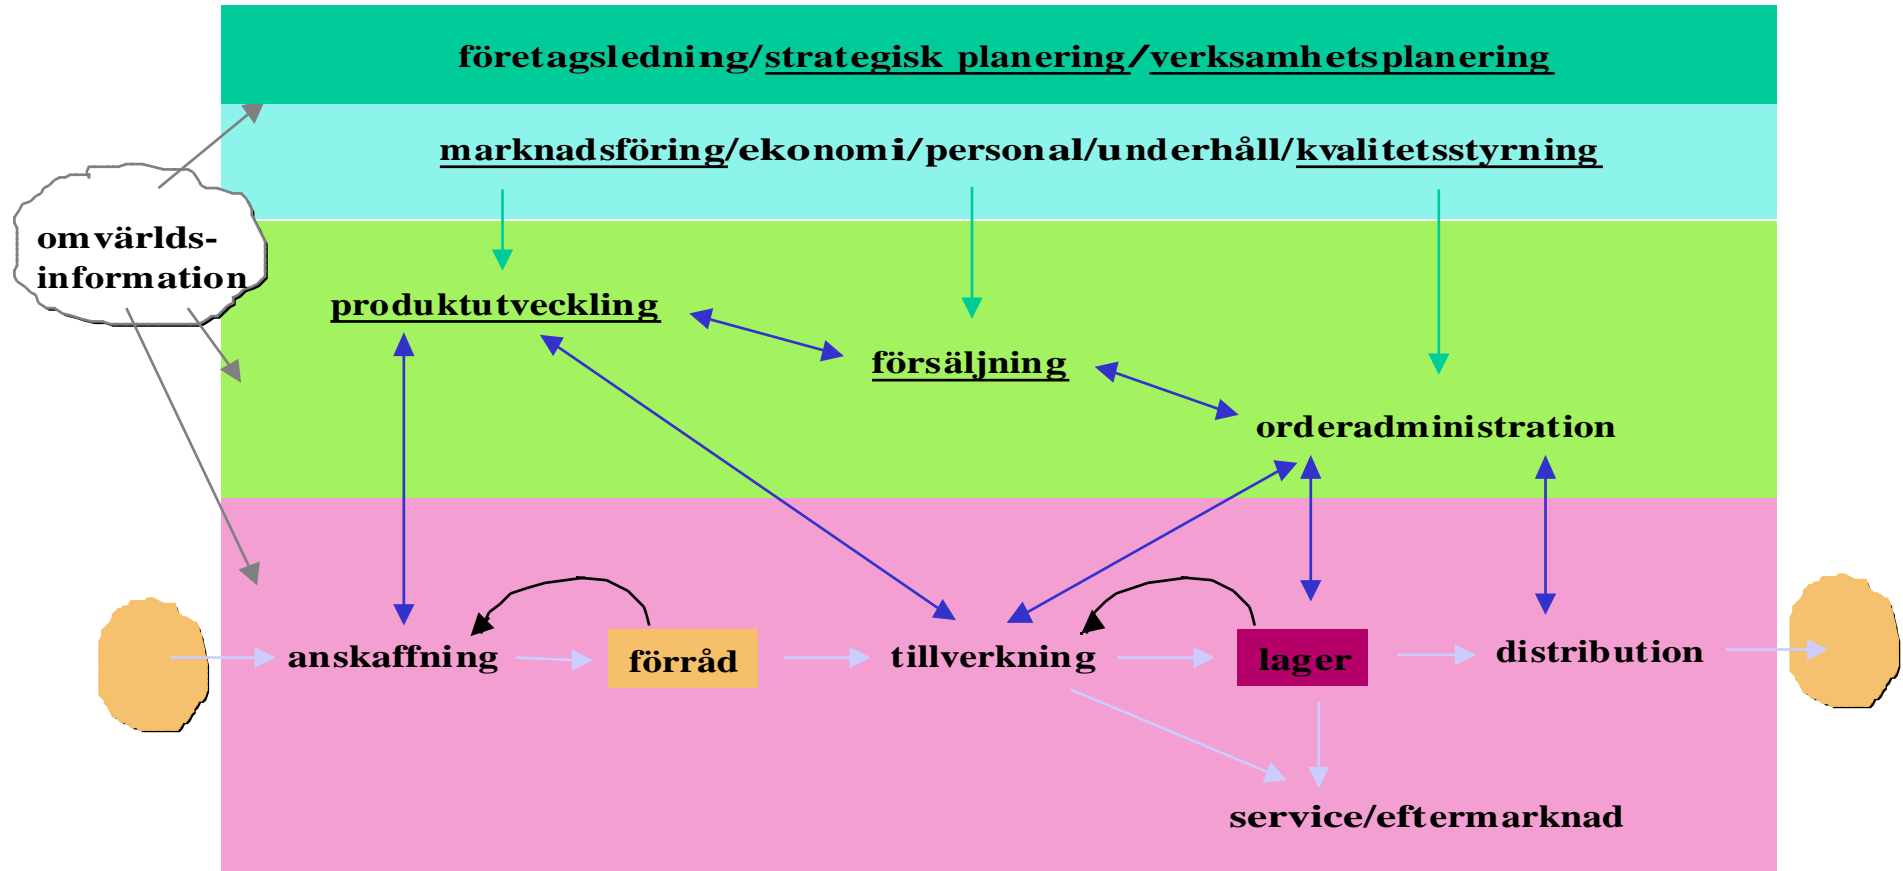 företagsledning/strategisk planering/verksamhetsplanering
marknadsföring/ekonomi/personal/underhåll/kvalitetsstyrning
omvärlds-
information
produktutveckling
försäljning
orderadministration
anskaffning
förråd
tillverkning
lager
distribution
service/eftermarknad